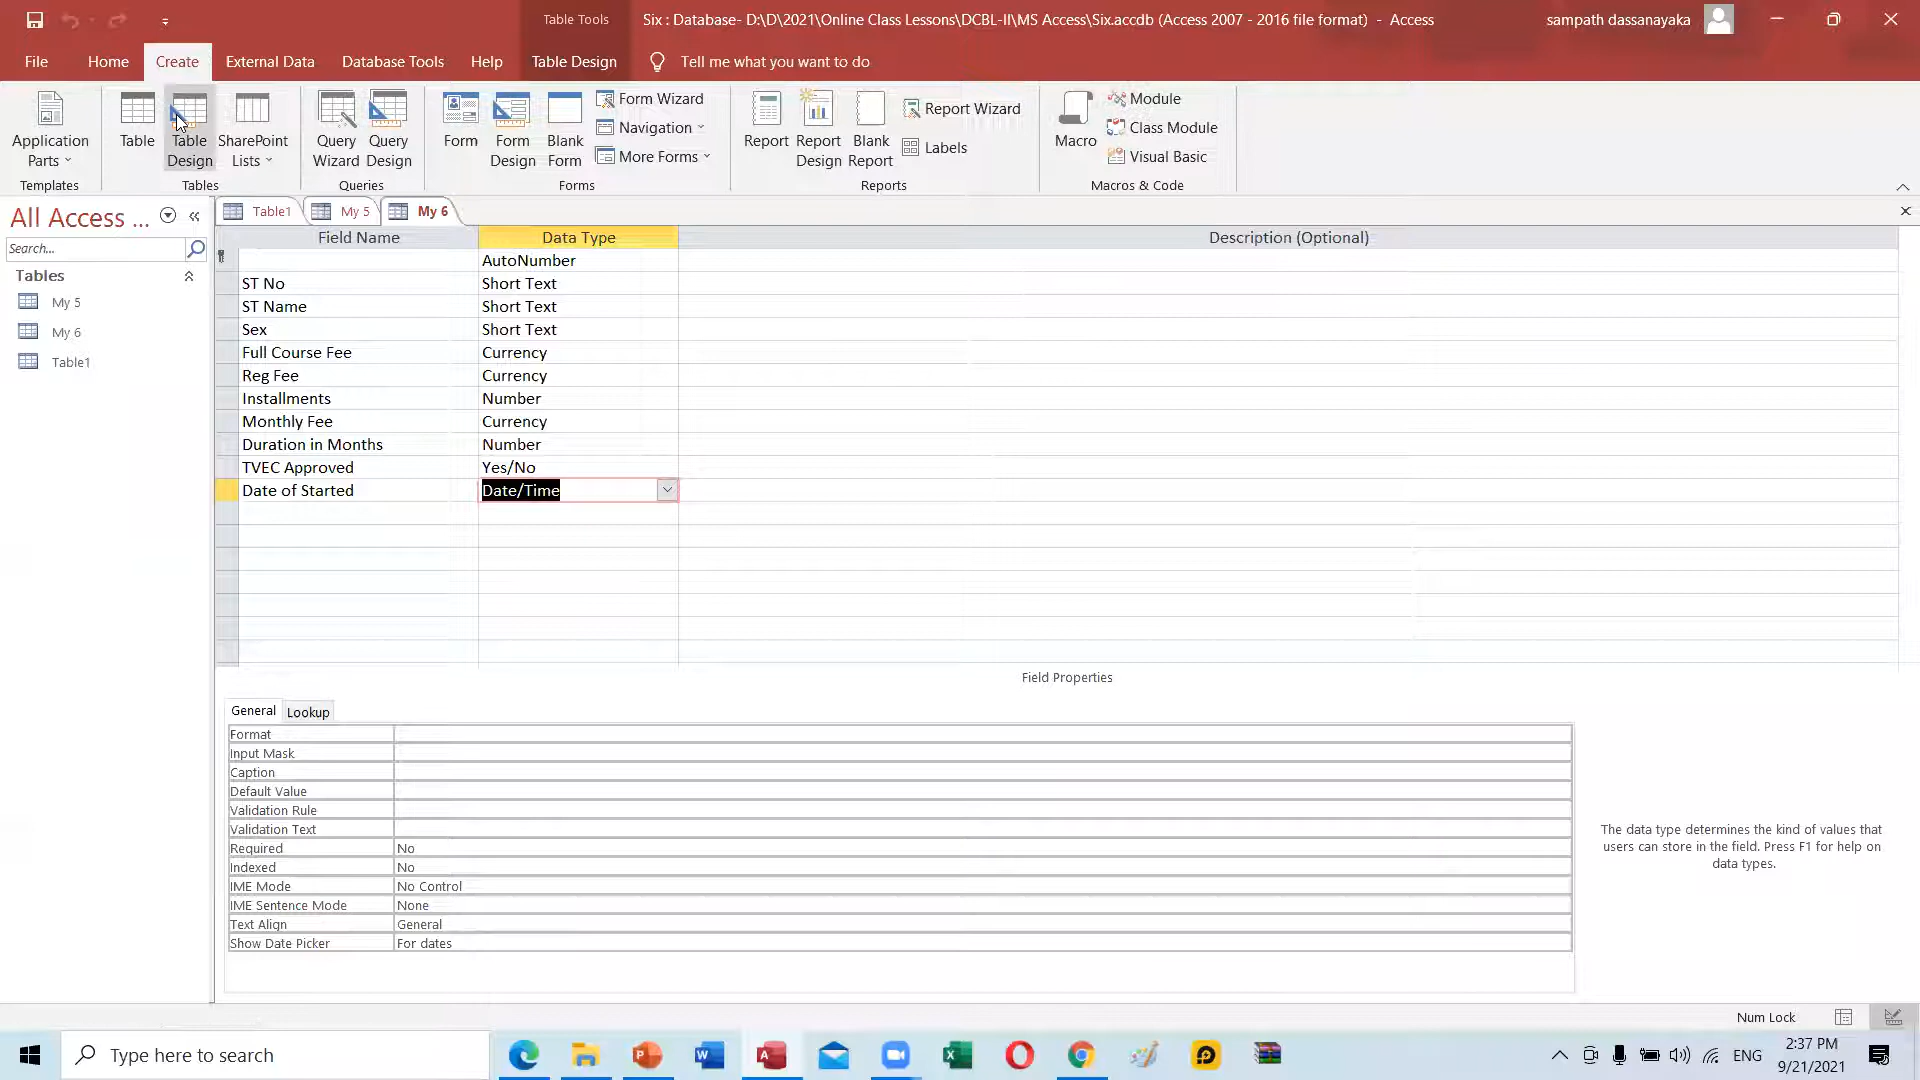 Table Tools
Six : Database- D:\D\2021\Online Class Lessons\DCBL-II\MS Access\Six.accdb (Access 2007 - 2016 file format) - Access
sampath dassanayaka
File Home Create External Data Database Tools Help Table Design Tell me what you want to do
Application Parts
Table
Table Design
SharePoint Lists
Query Wizard
Query Design
Form
Form Design
Blank Form
Form Wizard
Navigation
More Forms
Report
Report Design
Blank Report
Report Wizard
Labels
Macro
Module
Class Module
Visual Basic
Templates
Tables
Queries
Forms
Reports
Macros & Code
All Access ...
Search...
Tables
My 5
My 6
Table1
Table1 My 5 My 6
Field Name Data Type Description (Optional)
AutoNumber
ST No Short Text
ST Name Short Text
Sex Short Text
Full Course Fee Currency
Reg Fee Currency
Installments Number
Monthly Fee Currency
Duration in Months Number
TVEC Approved Yes/No
Date of Started Date/Time
Field Properties
General Lookup
Format
Input Mask
Caption
Default Value
Validation Rule
Validation Text
Required No
Indexed No
IME Mode No Control
IME Sentence Mode None
Text Align General
Show Date Picker For dates
The data type determines the kind of values that
users can store in the field. Press F1 for help on
data types.
Num Lock
Type here to search
ENG
2:37 PM
9/21/2021